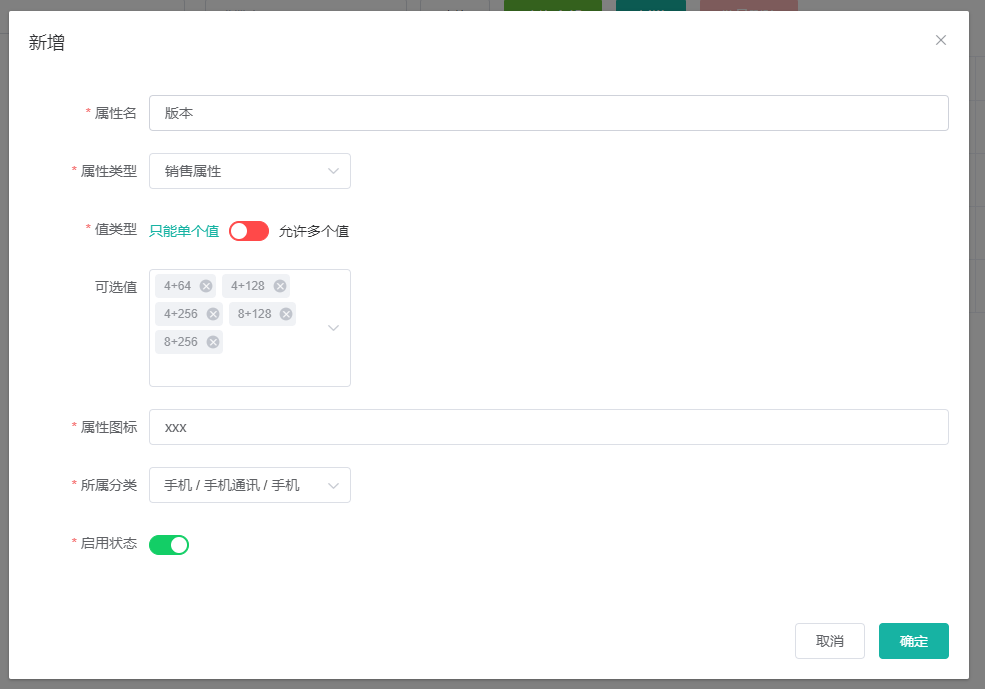 新增
* 属性名 版本
* 属性类型 销售属性
* 值类型 只能单个值 允许多个值
可选值 4+64 4+128
4+256 8+128
8+256
* 属性图标 xxx
* 所属分类 手机 / 手机通讯 / 手机
* 启用状态
取消 确定